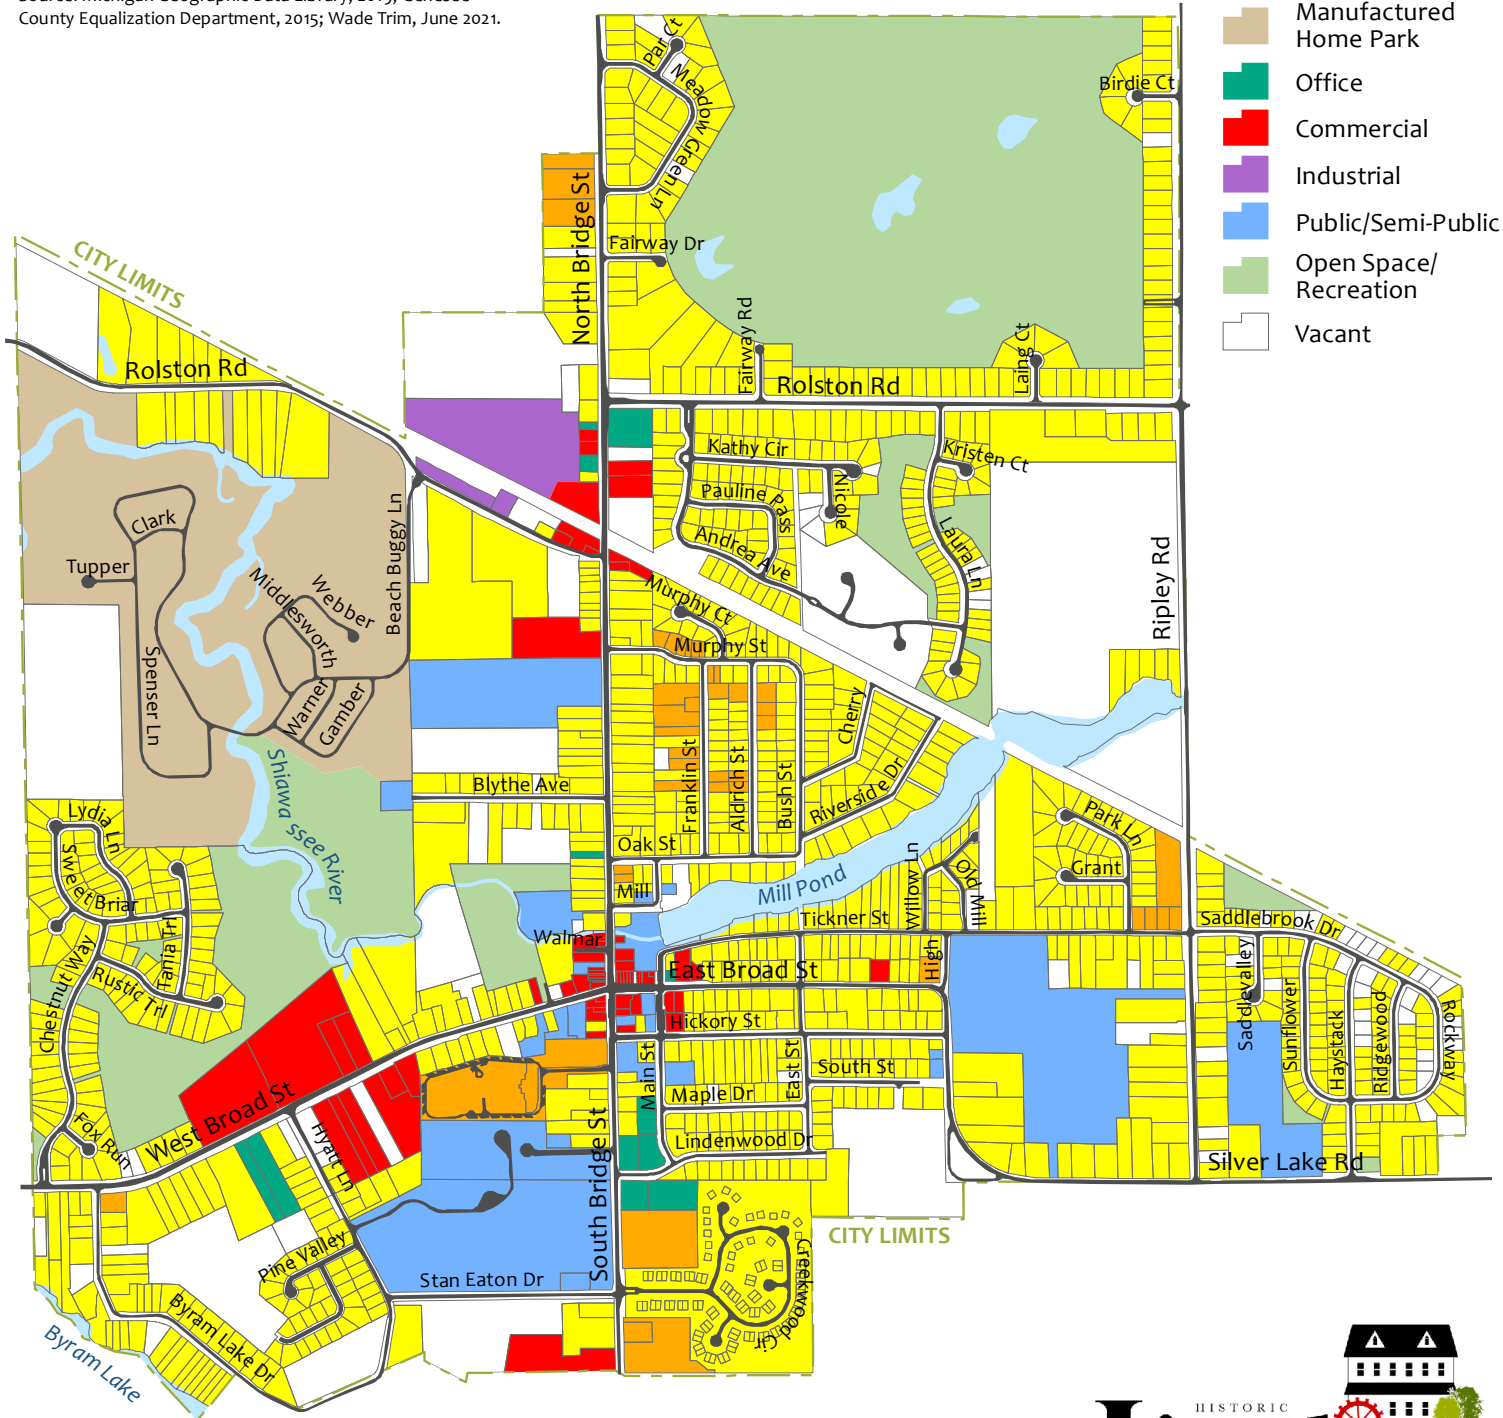 County Equalization Department, 2015; Wade Trim, June 2021.
Manufactured
Home Park
Office
Commercial
Industrial
Public/Semi-Public
Open Space/
Recreation
Vacant
Par Ct
Meadow Green Ln
Birdie Ct
North Bridge St
Fairway Dr
CITY LIMITS
Fairway Rd
Laing Ct
Rolston Rd
Rolston Rd
Kathy Cir
Kristen Ct
Nicole
Pauline Pass
Andrea Ave
Laura Ln
Clark
Tupper
Beach Buggy Ln
Middlesworth
Webber
Murphy Ct
Murphy St
Ripley Rd
Spenser Ln
Warner
Gamber
Cherry
Shiawa ssee River
Franklin St
Aldrich St
Bush St
Riverside Dr
Blythe Ave
Lydia Ln
Sweet Briar
Oak St
Mill
Mill Pond
Willow Ln
Old Mill
Park Ln
Grant
Tickner St
Saddlebrook Dr
Walmar
Chestnut Way
Tania Trl
Rustic Trl
East Broad St
High
Saddlevalley
Sunflower
Haystack
Ridgewood
Rockway
Hickory St
Main St
East St
South St
Maple Dr
Lindenwood Dr
West Broad St
Fox Run
Hyatt Ln
South Bridge St
Silver Lake Rd
CITY LIMITS
Pine Valley
Stan Eaton Dr
Greekwood Cir
Byram Lake Dr
Byram Lake
HISTORIC